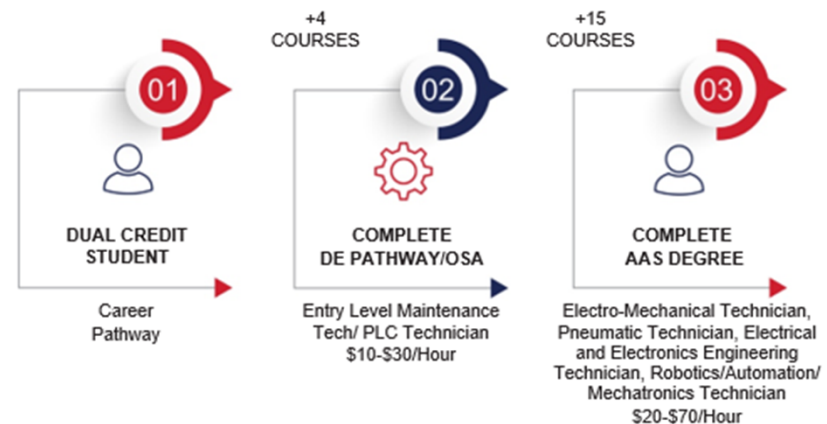 01
DUAL CREDIT
STUDENT
Career
Pathway
+4
COURSES
02
COMPLETE
DE PATHWAY/OSA
Entry Level Maintenance
Tech/ PLC Technician
$10-$30/Hour
+15
COURSES
03
COMPLETE
AAS DEGREE
Electro-Mechanical Technician,
Pneumatic Technician, Electrical
and Electronics Engineering
Technician, Robotics/Automation/
Mechatronics Technician
$20-$70/Hour